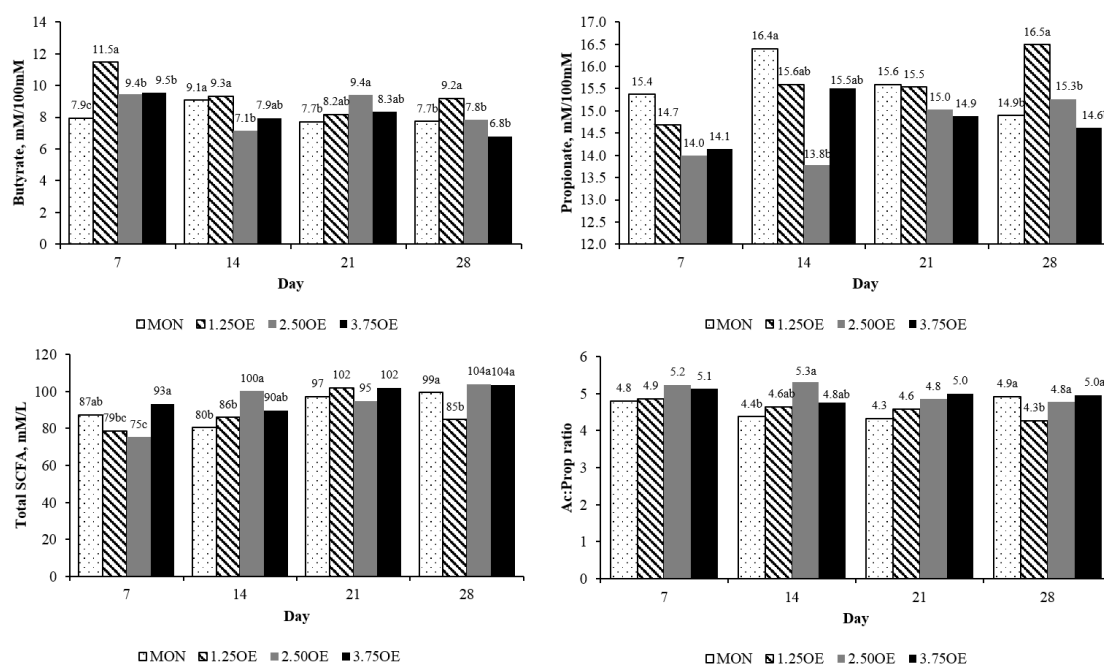 Butyrate, mM/100mM
14
12
10
8
6
4
2
0
7.9c 11.5a 9.4b 9.5b
9.1a 9.3a 7.1b 7.9ab
7.7b 8.2ab 9.4a 8.3ab
7.7b 9.2a 7.8b 6.8b
7 14 21 28
Day
MON 1.25OE 2.50OE 3.75OE
Propionate, mM/100mM
17.0
16.5
16.0
15.5
15.0
14.5
14.0
13.5
13.0
12.5
12.0
15.4 14.7 14.0 14.1
16.4a 15.6ab 13.8b 15.5ab
15.6 15.5 15.0 14.9
14.9b 16.5a 15.3b 14.6b
7 14 21 28
Day
MON 1.25OE 2.50OE 3.75OE
Total SCFA, mM/L
120
100
80
60
40
20
0
87ab 79bc 75c 93a
80b 86b 100a 90ab
97 102 95 102
99a 85b 104a 104a
7 14 21 28
Day
MON 1.25OE 2.50OE 3.75OE
Ac:Prop ratio
6
5
4
3
2
1
0
4.8 4.9 5.2 5.1
4.4b 4.6ab 5.3a 4.8ab
4.3 4.6 4.8 5.0
4.9a 4.3b 4.8a 5.0a
7 14 21 28
Day
MON 1.25OE 2.50OE 3.75OE